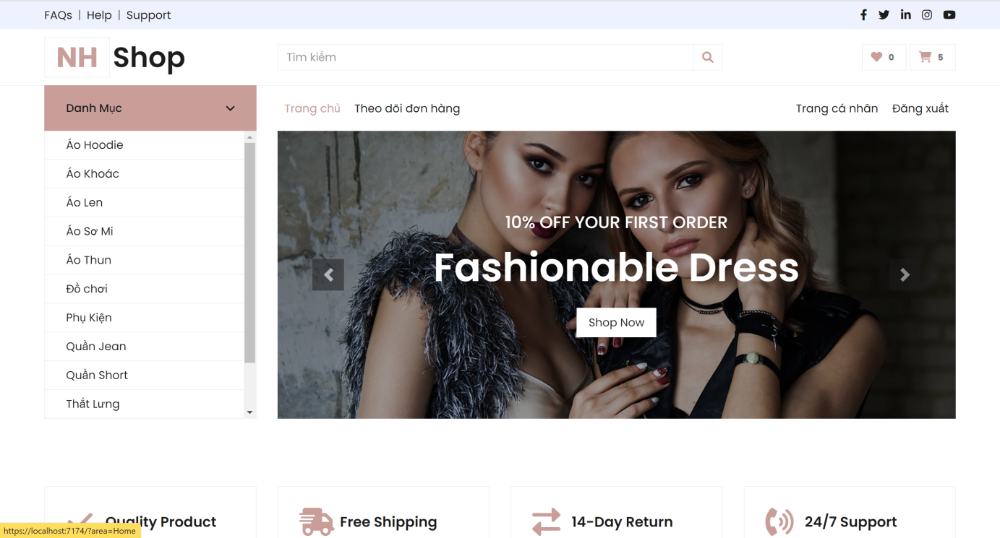 FAQs | Help | Support
NH Shop
Tìm kiếm
0
5
Danh Mục
Trang chủ
Theo dõi đơn hàng
Trang cá nhân
Đăng xuất
Áo Hoodie
Áo Khoác
Áo Len
Áo Sơ Mi
Áo Thun
Đồ chơi
Phụ Kiện
Quần Jean
Quần Short
Thắt Lưng
10% OFF YOUR FIRST ORDER
Fashionable Dress
Shop Now
Quality Product
Free Shipping
14-Day Return
24/7 Support
https://localhost:7174/?area=Home